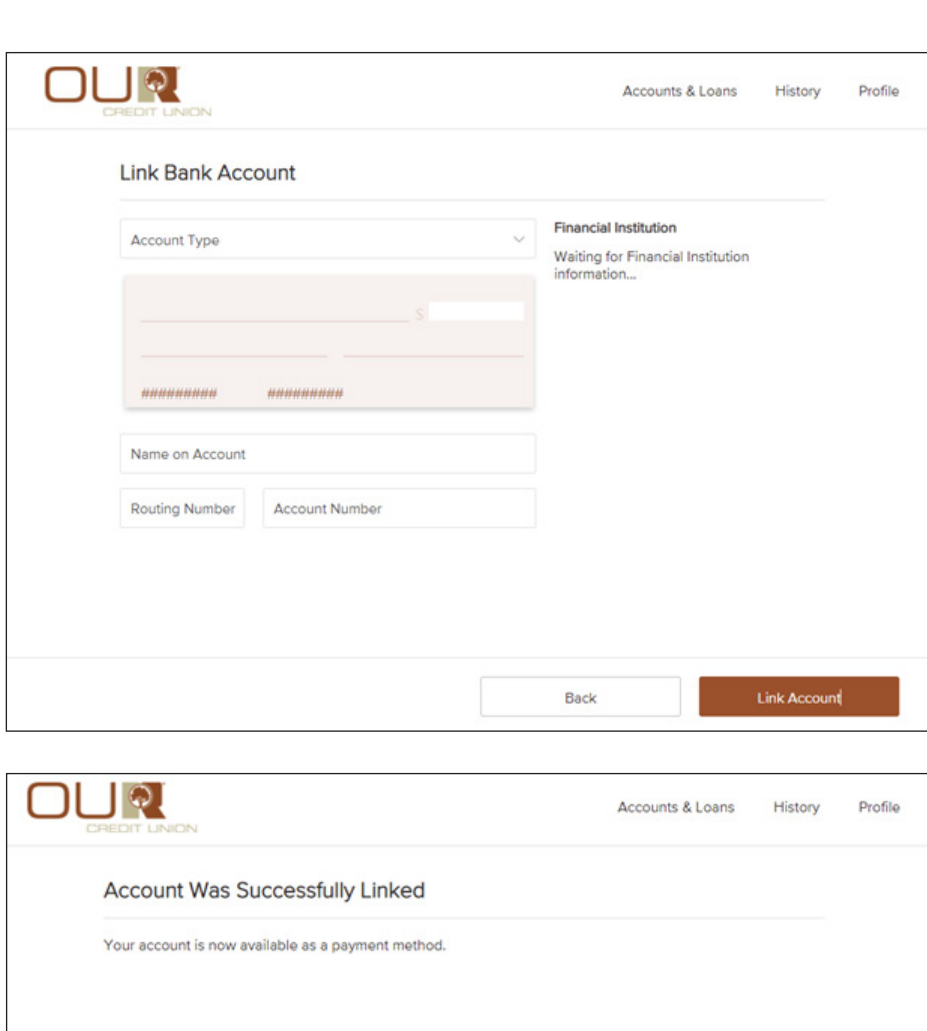 OUR
CREDIT UNION
Accounts & Loans History Profile
Link Bank Account
Account Type
Financial Institution
Waiting for Financial Institution
information...
$
######### #########
Name on Account
Routing Number Account Number
Back Link Account
OUR
CREDIT UNION
Accounts & Loans History Profile
Account Was Successfully Linked
Your account is now available as a payment method.